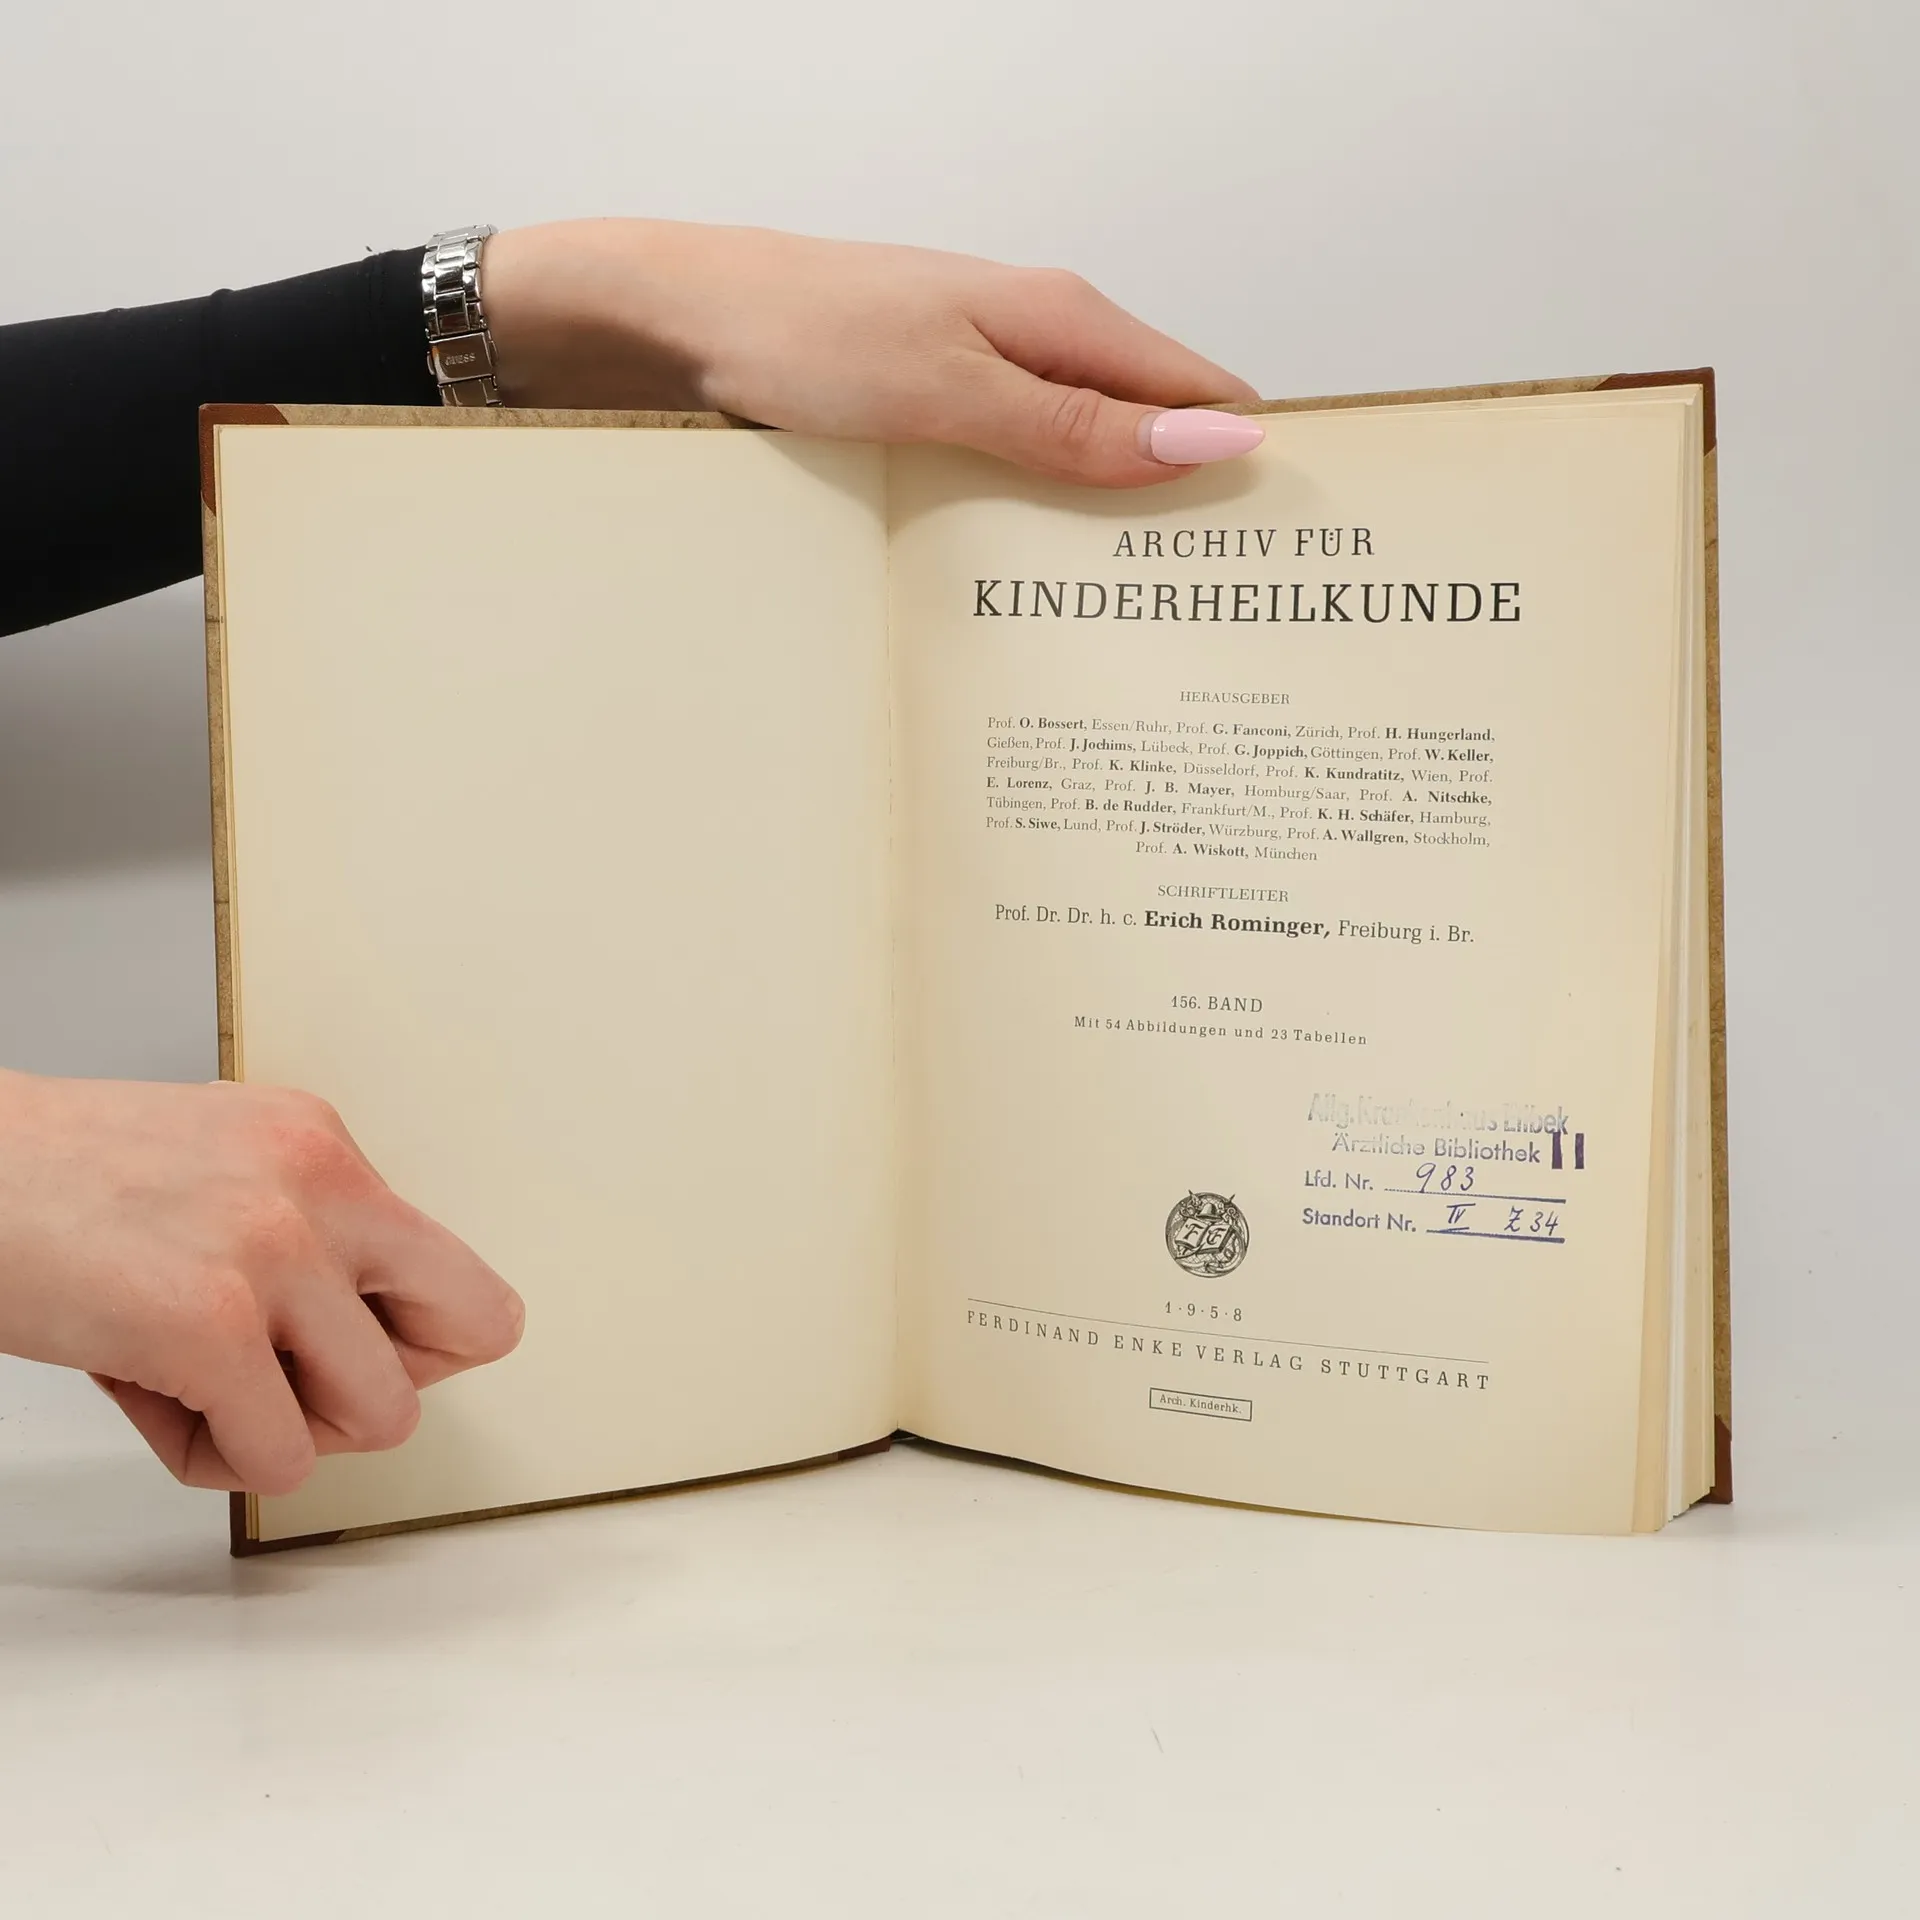 GUESS
ARCHIV FÜR
KINDERHEILKUNDE
HERAUSGEBER
Prof. O. Bossert, Essen/Ruhr, Prof. G. Fanconi, Zürich, Prof. H. Hungerland,
Gießen, Prof. J. Jochims, Lübeck, Prof. G. Joppich, Göttingen, Prof. W. Keller,
Freiburg/Br., Prof. K. Klinke, Düsseldorf, Prof. K. Kundratitz, Wien, Prof.
E. Lorenz, Graz, Prof. J. B. Mayer, Homburg/Saar, Prof. A. Nitschke,
Tübingen, Prof. B. de Rudder, Frankfurt/M., Prof. K. H. Schäfer, Hamburg,
Prof. S. Siwe, Lund, Prof. J. Ströder, Würzburg, Prof. A. Wallgren, Stockholm,
Prof. A. Wiskott, München
SCHRIFTLEITER
Prof. Dr. Dr. h. c. Erich Rominger, Freiburg i. Br.
156. BAND
Mit 54 Abbildungen und 23 Tabellen
Allg. Krankenhaus Eilbek
Ärztliche Bibliothek II
Lfd. Nr. 983
Standort Nr. IV Z 34
F E
1·9·5·8
FERDINAND ENKE VERLAG STUTTGART
Arch. Kinderhk.